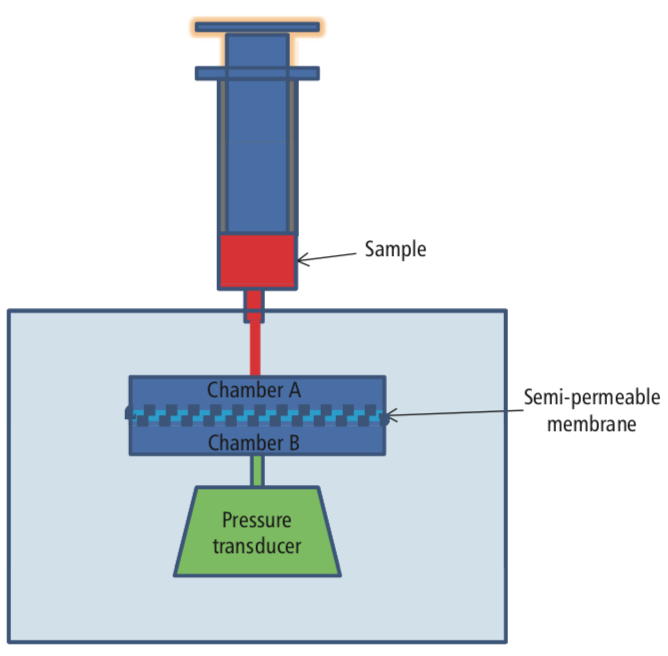 Sample
Chamber A
Semi-permeable
membrane
Chamber B
Pressure
transducer